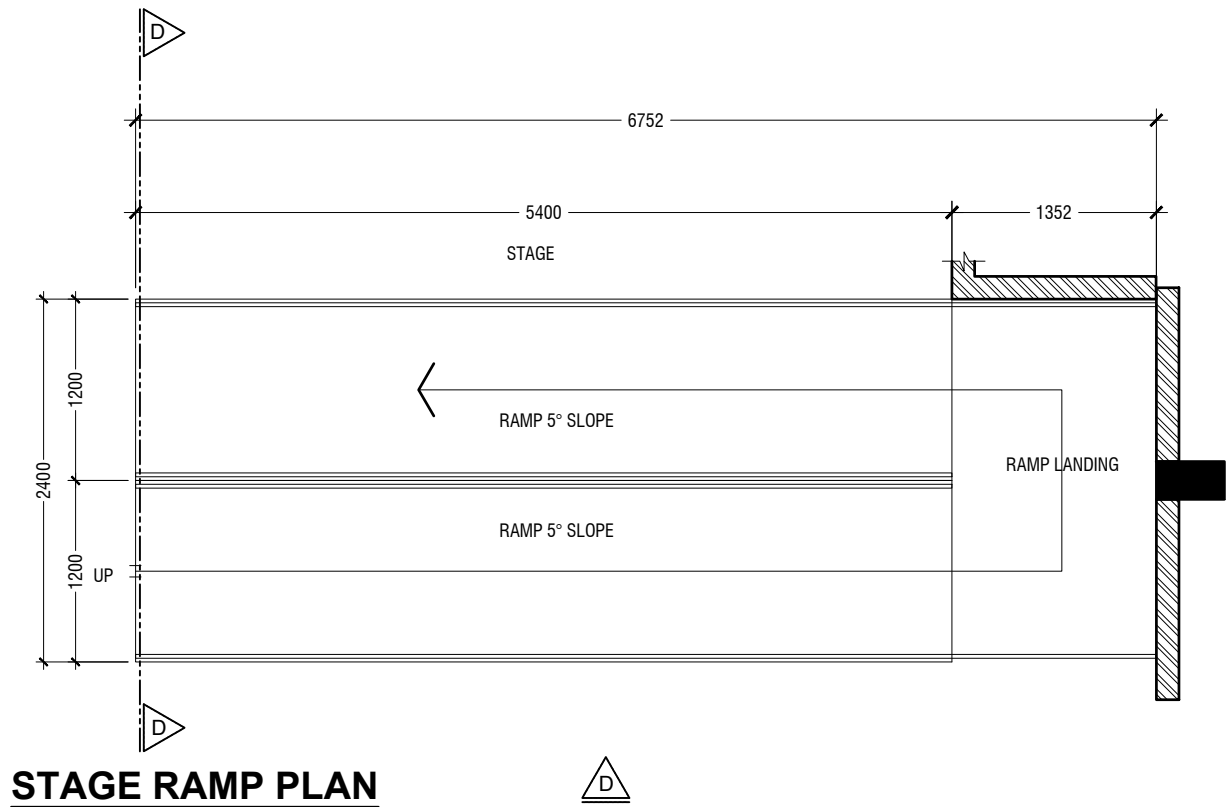 D
6752
5400
1352
STAGE
1200
2400
RAMP 5° SLOPE
RAMP LANDING
RAMP 5° SLOPE
1200
UP
D
STAGE RAMP PLAN
D